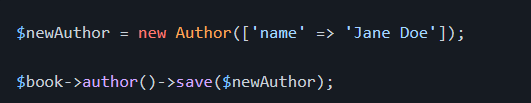 $newAuthor = new Author(['name' => 'Jane Doe']);
$book->author()->save($newAuthor);